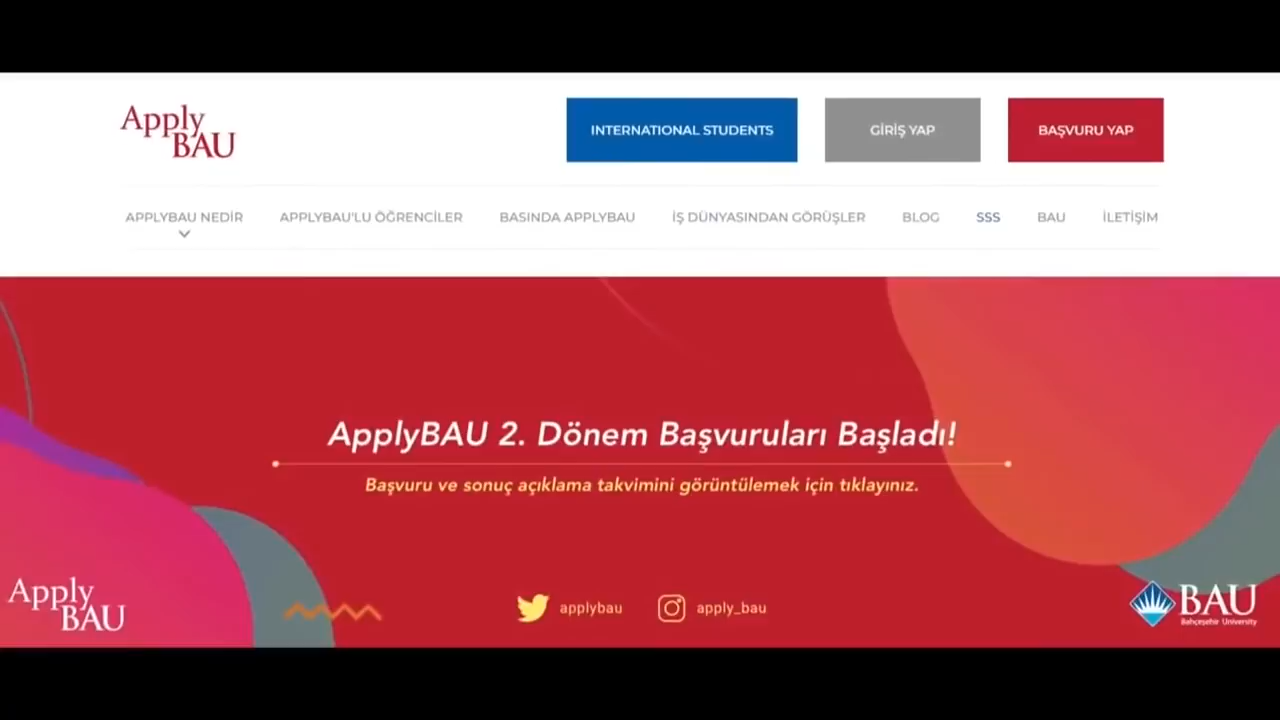 Apply
BAU
INTERNATIONAL STUDENTS
GİRİŞ YAP
BAŞVURU YAP
APPLYBAU NEDİR
APPLYBAU'LU ÖĞRENCİLER
BASINDA APPLYBAU
İŞ DÜNYASINDAN GÖRÜŞLER
BLOG
SSS
BAU
İLETİŞİM
ApplyBAU 2. Dönem Başvuruları Başladı!
Başvuru ve sonuç açıklama takvimini görüntülemek için tıklayınız.
Apply
BAU
applybau
apply_bau
BAU
Bahçeşehir University